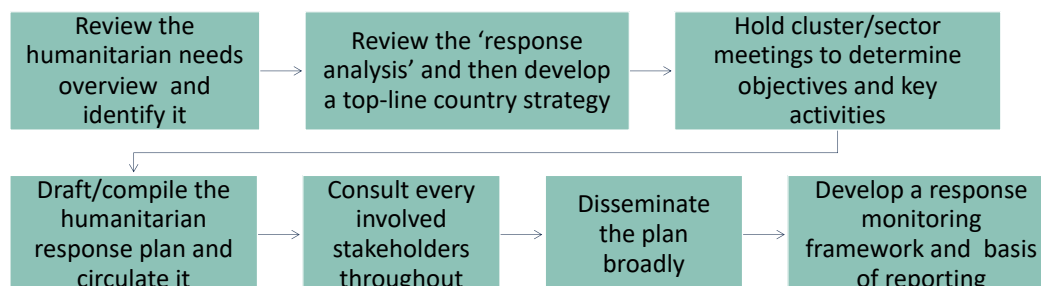 Review the
humanitarian needs
overview and
identify it
Review the ‘response
analysis’ and then develop
a top-line country strategy
Hold cluster/sector
meetings to determine
objectives and key
activities
Draft/compile the
humanitarian
response plan and
circulate it
Consult every
involved
stakeholders
throughout
Disseminate
the plan
broadly
Develop a response
monitoring
framework and basis
of reporting